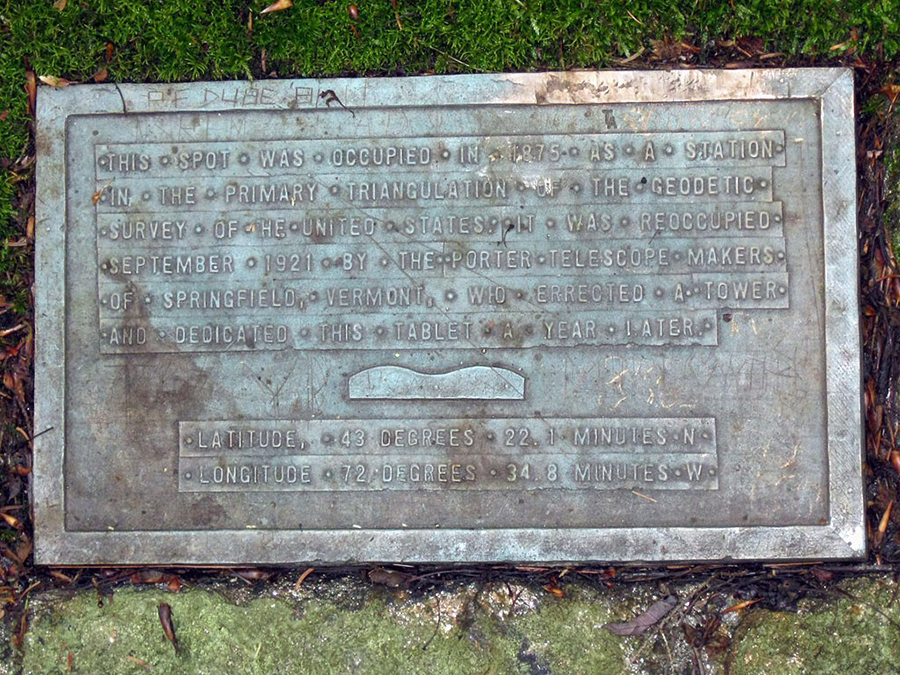 THIS SPOT WAS OCCUPIED IN 1875 AS A STATION
IN THE PRIMARY TRIANGULATION OF THE GEODETIC
SURVEY OF THE UNITED STATES. IT WAS REOCCUPIED
SEPTEMBER 1921 BY THE PORTER TELESCOPE MAKERS
OF SPRINGFIELD, VERMONT, WHO ERRECTED A TOWER
AND DEDICATED THIS TABLET A YEAR LATER.
LATITUDE, 43 DEGREES 22.1 MINUTES N
LONGITUDE 72 DEGREES 34.8 MINUTES W